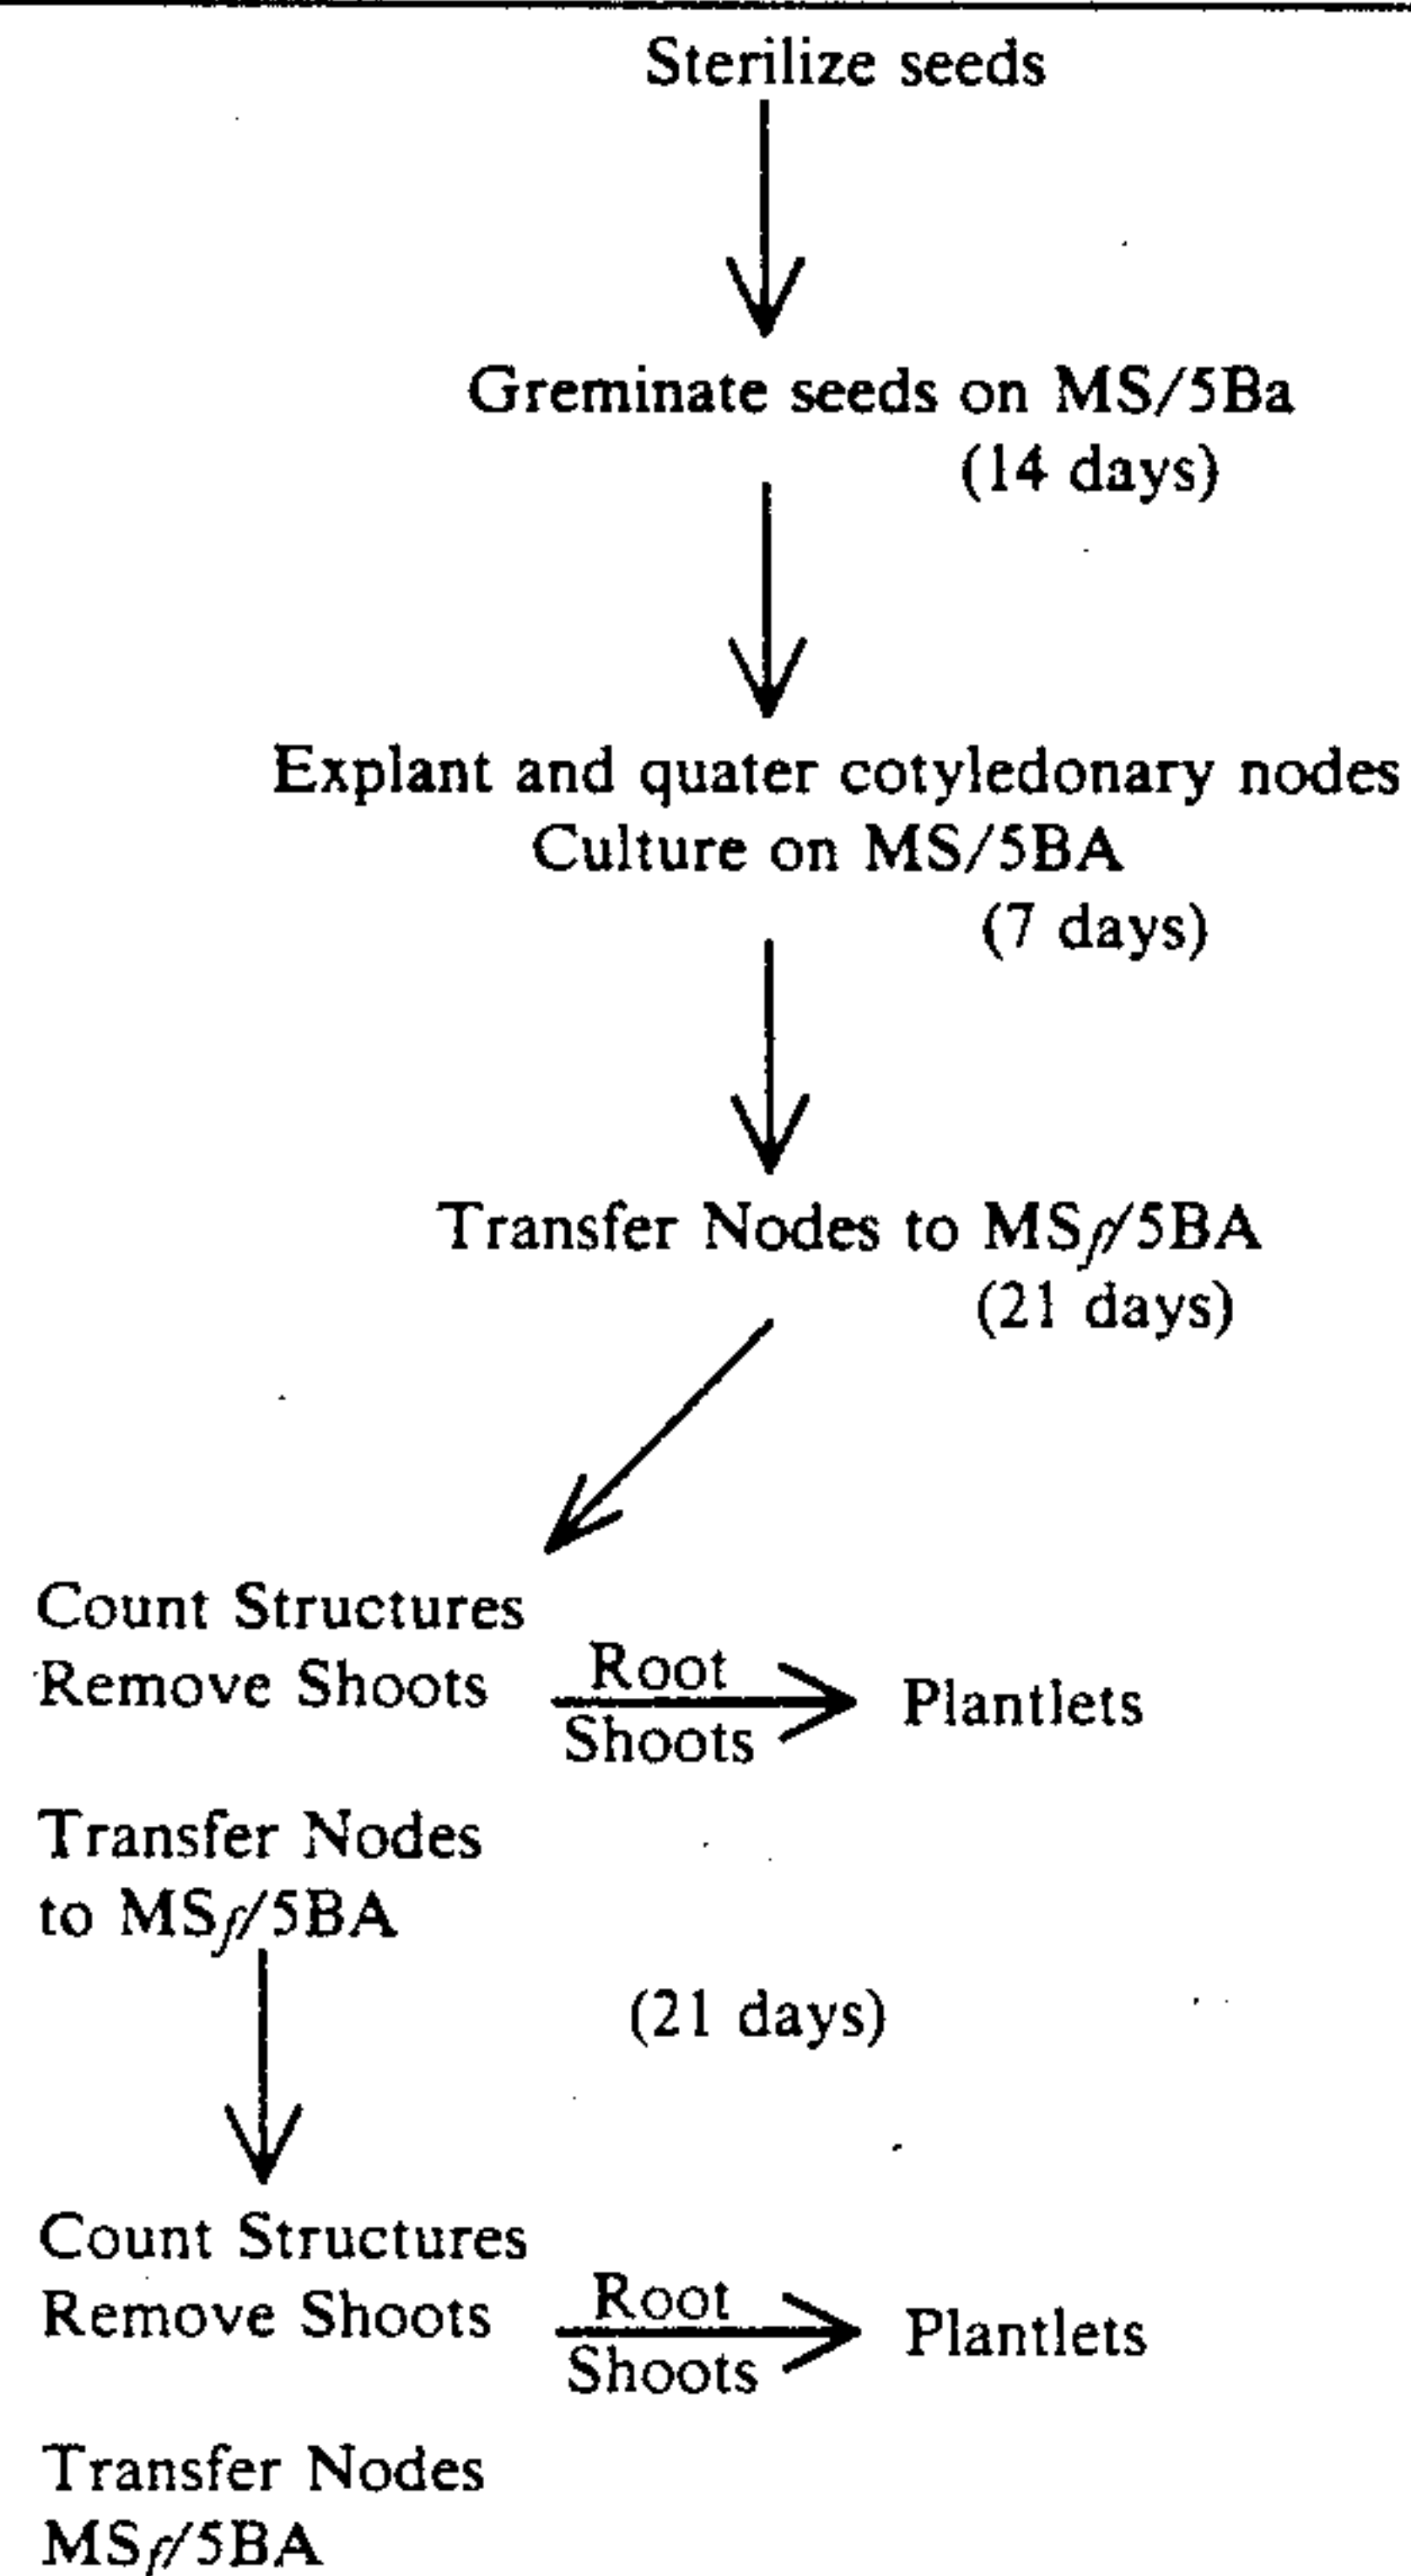 Sterilize seeds
Greminate seeds on MS/5Ba
(14 days)
Explant and quater cotyledonary nodes
Culture on MS/5BA
(7 days)
Transfer Nodes to MSf/5BA
(21 days)
Count Structures
Remove Shoots
Root
Shoots
Plantlets
Transfer Nodes
to MSf/5BA
(21 days)
Count Structures
Remove Shoots
Root
Shoots
Plantlets
Transfer Nodes
MSf/5BA